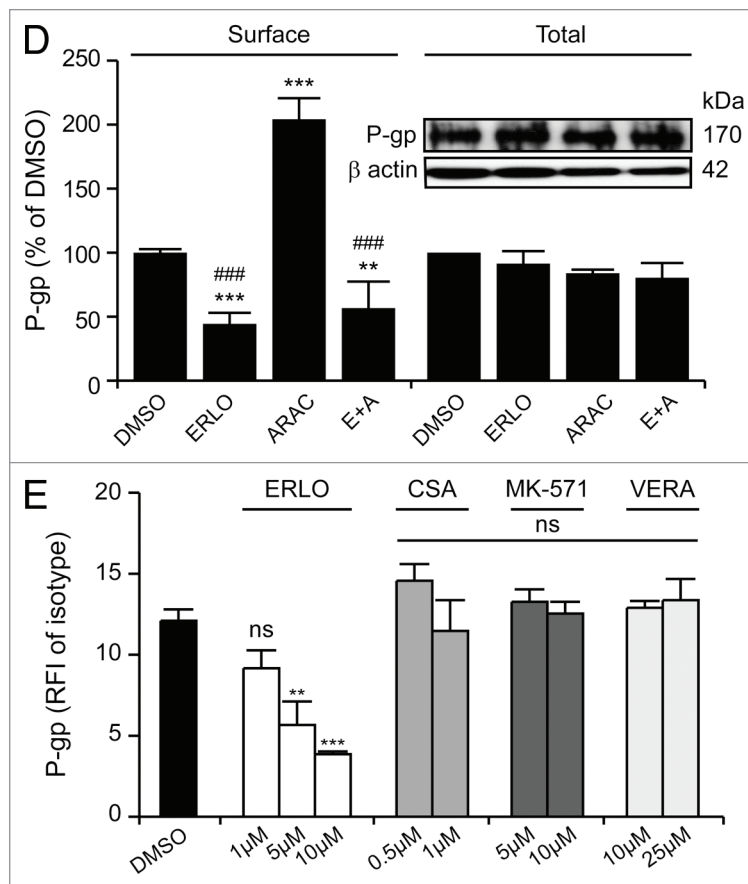 D
Surface Total
250
200
150
100
50
0
P-gp (% of DMSO)
***
###
***
###
**
kDa
P-gp 170
β actin 42
DMSO ERLO ARAC E+A DMSO ERLO ARAC E+A
E
ERLO CSA MK-571 VERA
ns
20
15
10
5
0
P-gp (RFI of isotype)
ns
**
***
DMSO 1μM 5μM 10μM 0.5μM 1μM 5μM 10μM 10μM 25μM